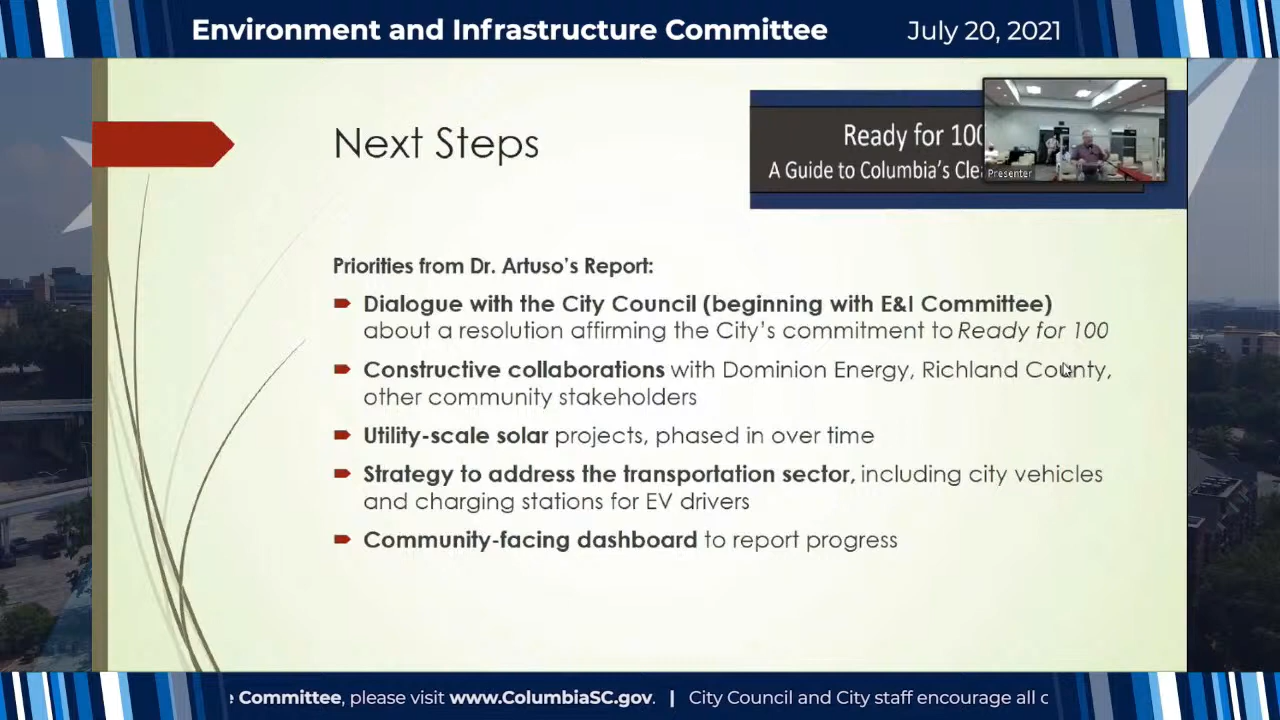 Environment and Infrastructure Committee July 20, 2021
Next Steps
Ready for 100
A Guide to Columbia's Cle
Presenter
Priorities from Dr. Artuso's Report:
Dialogue with the City Council (beginning with E&I Committee)
about a resolution affirming the City's commitment to Ready for 100
Constructive collaborations with Dominion Energy, Richland County,
other community stakeholders
Utility-scale solar projects, phased in over time
Strategy to address the transportation sector, including city vehicles
and charging stations for EV drivers
Community-facing dashboard to report progress
e Committee, please visit www.ColumbiaSC.gov. | City Council and City staff encourage all c